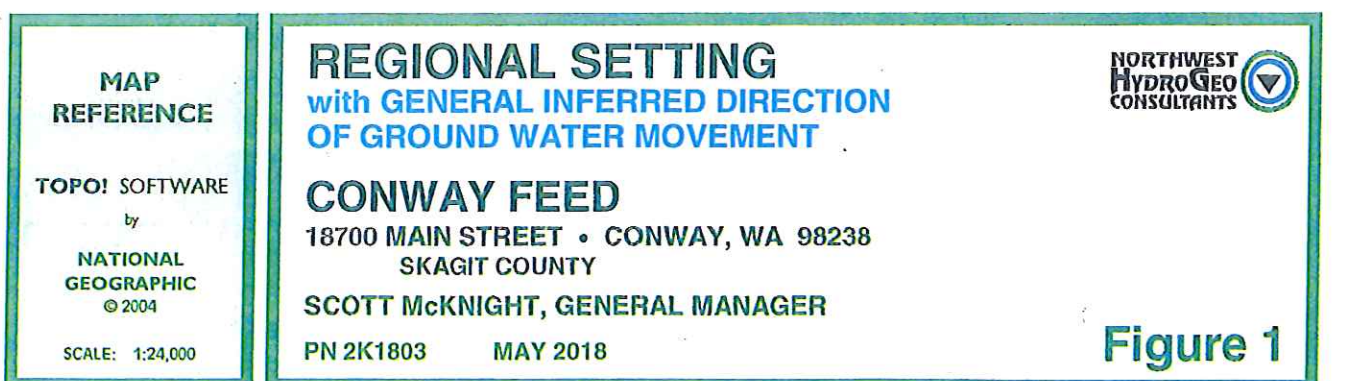 MAP
REFERENCE
TOPO! SOFTWARE
by
NATIONAL
GEOGRAPHIC
© 2004
SCALE: 1:24,000
REGIONAL SETTING
with GENERAL INFERRED DIRECTION
OF GROUND WATER MOVEMENT
CONWAY FEED
18700 MAIN STREET • CONWAY, WA 98238
SKAGIT COUNTY
SCOTT McKNIGHT, GENERAL MANAGER
PN 2K1803 MAY 2018
NORTHWEST
HYDROGEO
CONSULTANTS
Figure 1